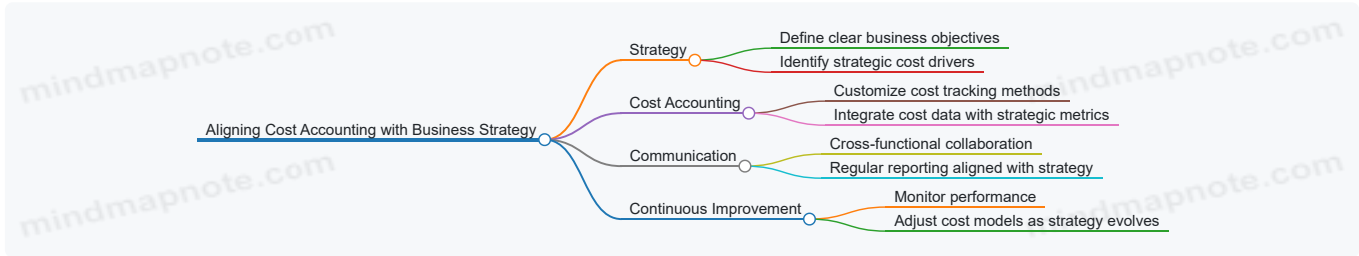 mindmapnote.com
mindmapnote.com
Aligning Cost Accounting with Business Strategy
Strategy
Define clear business objectives
Identify strategic cost drivers
Cost Accounting
Customize cost tracking methods
Integrate cost data with strategic metrics
Communication
Cross-functional collaboration
Regular reporting aligned with strategy
Continuous Improvement
Monitor performance
Adjust cost models as strategy evolves
mindmapnote.com
mindmapnote.com